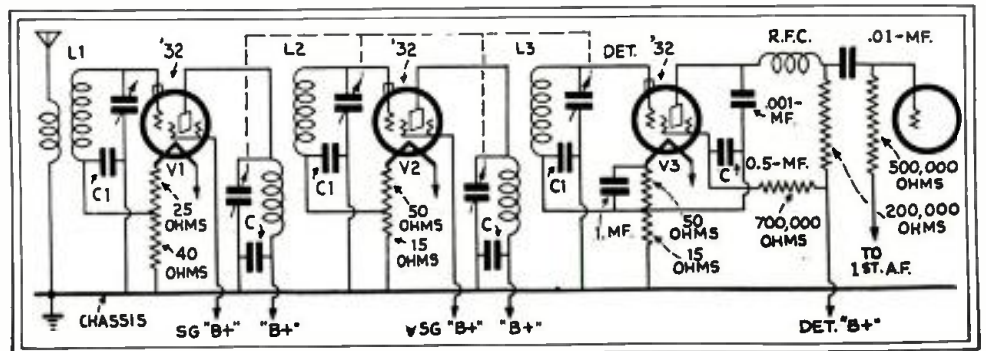 L1
'32
L2
'32
L3
DET.
'32
R.F.C.
.01-MF.
.001-
MF.
C1
V1
C1
V2
V3
C
0.5-MF.
25
OHMS
C
50
OHMS
C
1. MF.
50
OHMS
700,000
OHMS
500,000
OHMS
200,000
OHMS
40
OHMS
15
OHMS
15
OHMS
TO
1ST. A.F.
CHASSIS
SG "B+"
"B+"
SG "B+"
"B+"
DET. "B+"